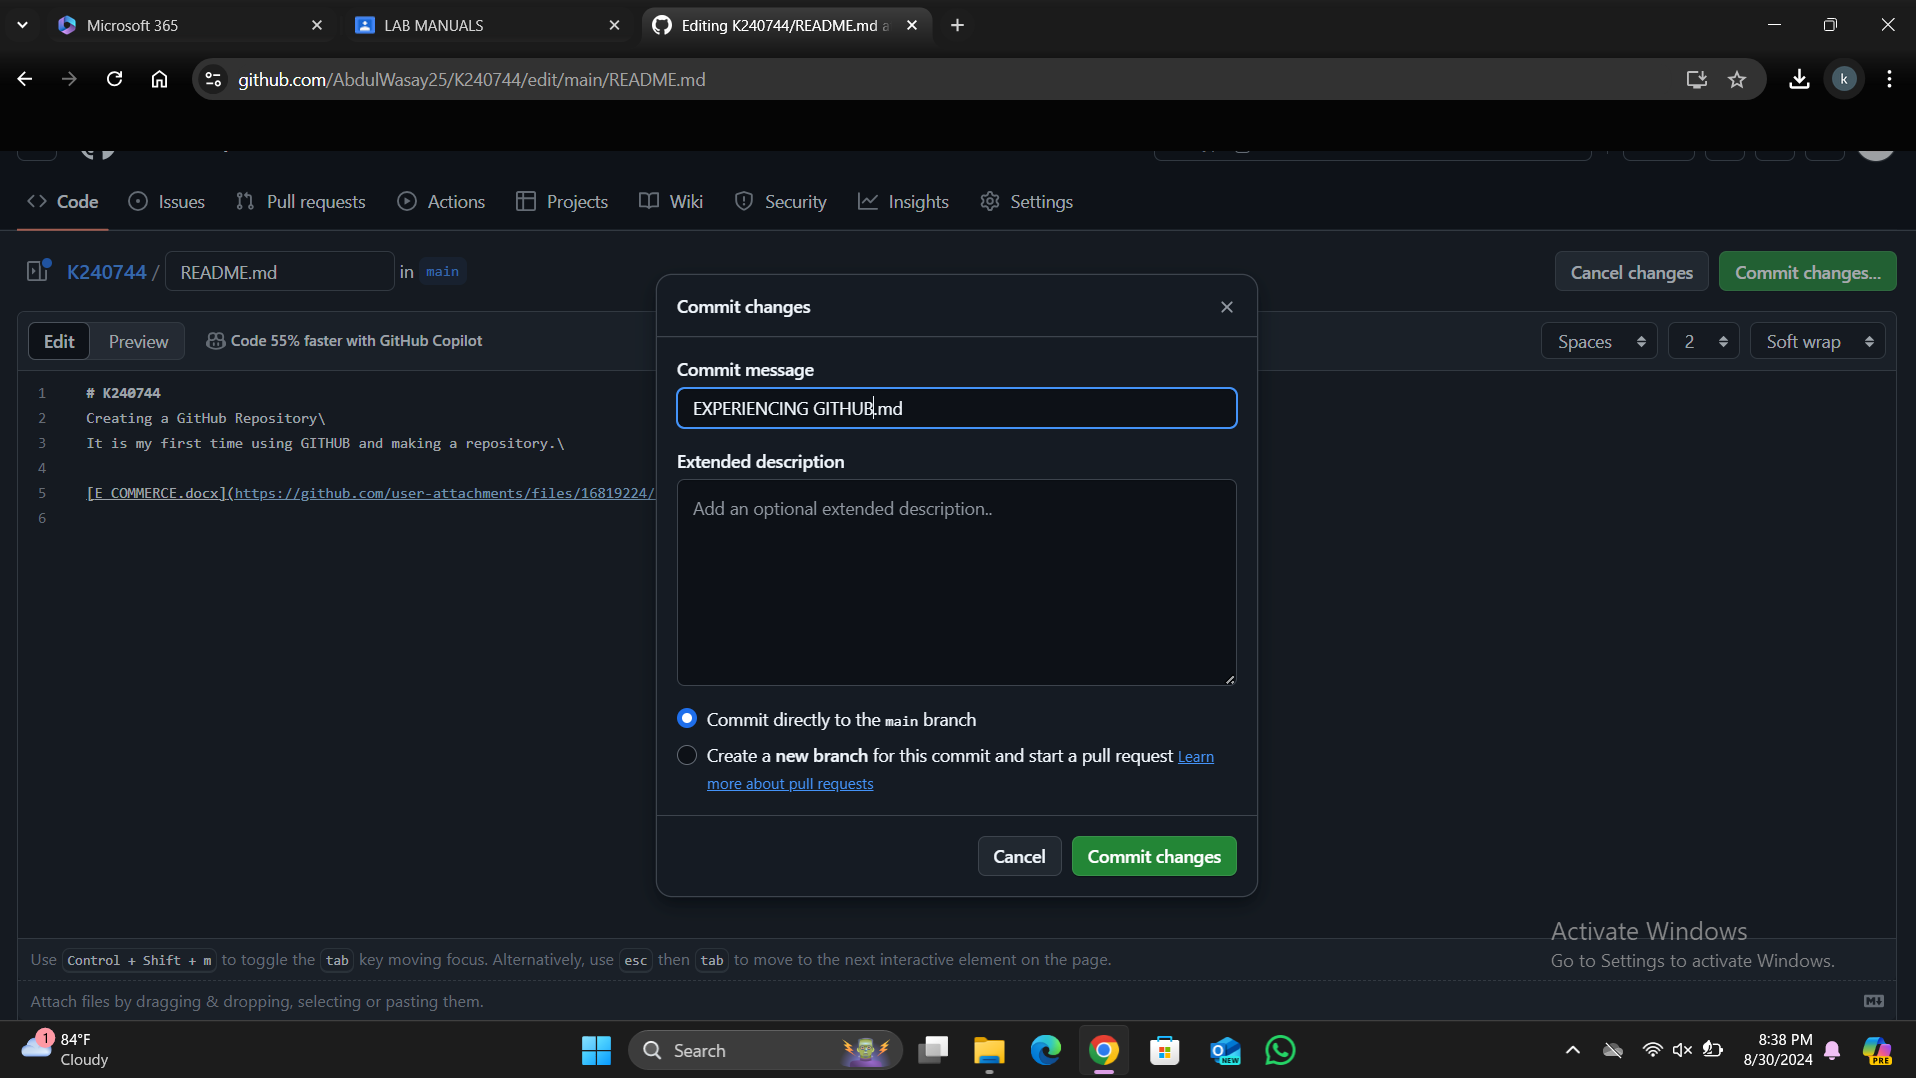 Microsoft 365
LAB MANUALS
Editing K240744/README.md a
github.com/AbdulWasay25/K240744/edit/main/README.md
k
Code
Issues
Pull requests
Actions
Projects
Wiki
Security
Insights
Settings
K240744 / README.md in main
Cancel changes
Commit changes...
Edit
Preview
Code 55% faster with GitHub Copilot
Spaces
2
Soft wrap
1 # K240744
2 Creating a GitHub Repository\
3 It is my first time using GITHUB and making a repository.\
4
5 [E COMMERCE.docx](https://github.com/user-attachments/files/16819224/
6
Commit changes
Commit message
EXPERIENCING GITHUB.md
Extended description
Add an optional extended description..
Commit directly to the main branch
Create a new branch for this commit and start a pull request Learn
more about pull requests
Cancel
Commit changes
Activate Windows
Go to Settings to activate Windows.
Use Control + Shift + m to toggle the tab key moving focus. Alternatively, use esc then tab to move to the next interactive element on the page.
Attach files by dragging & dropping, selecting or pasting them.
1
84°F
Cloudy
Search
NEW
8:38 PM
8/30/2024
PRE